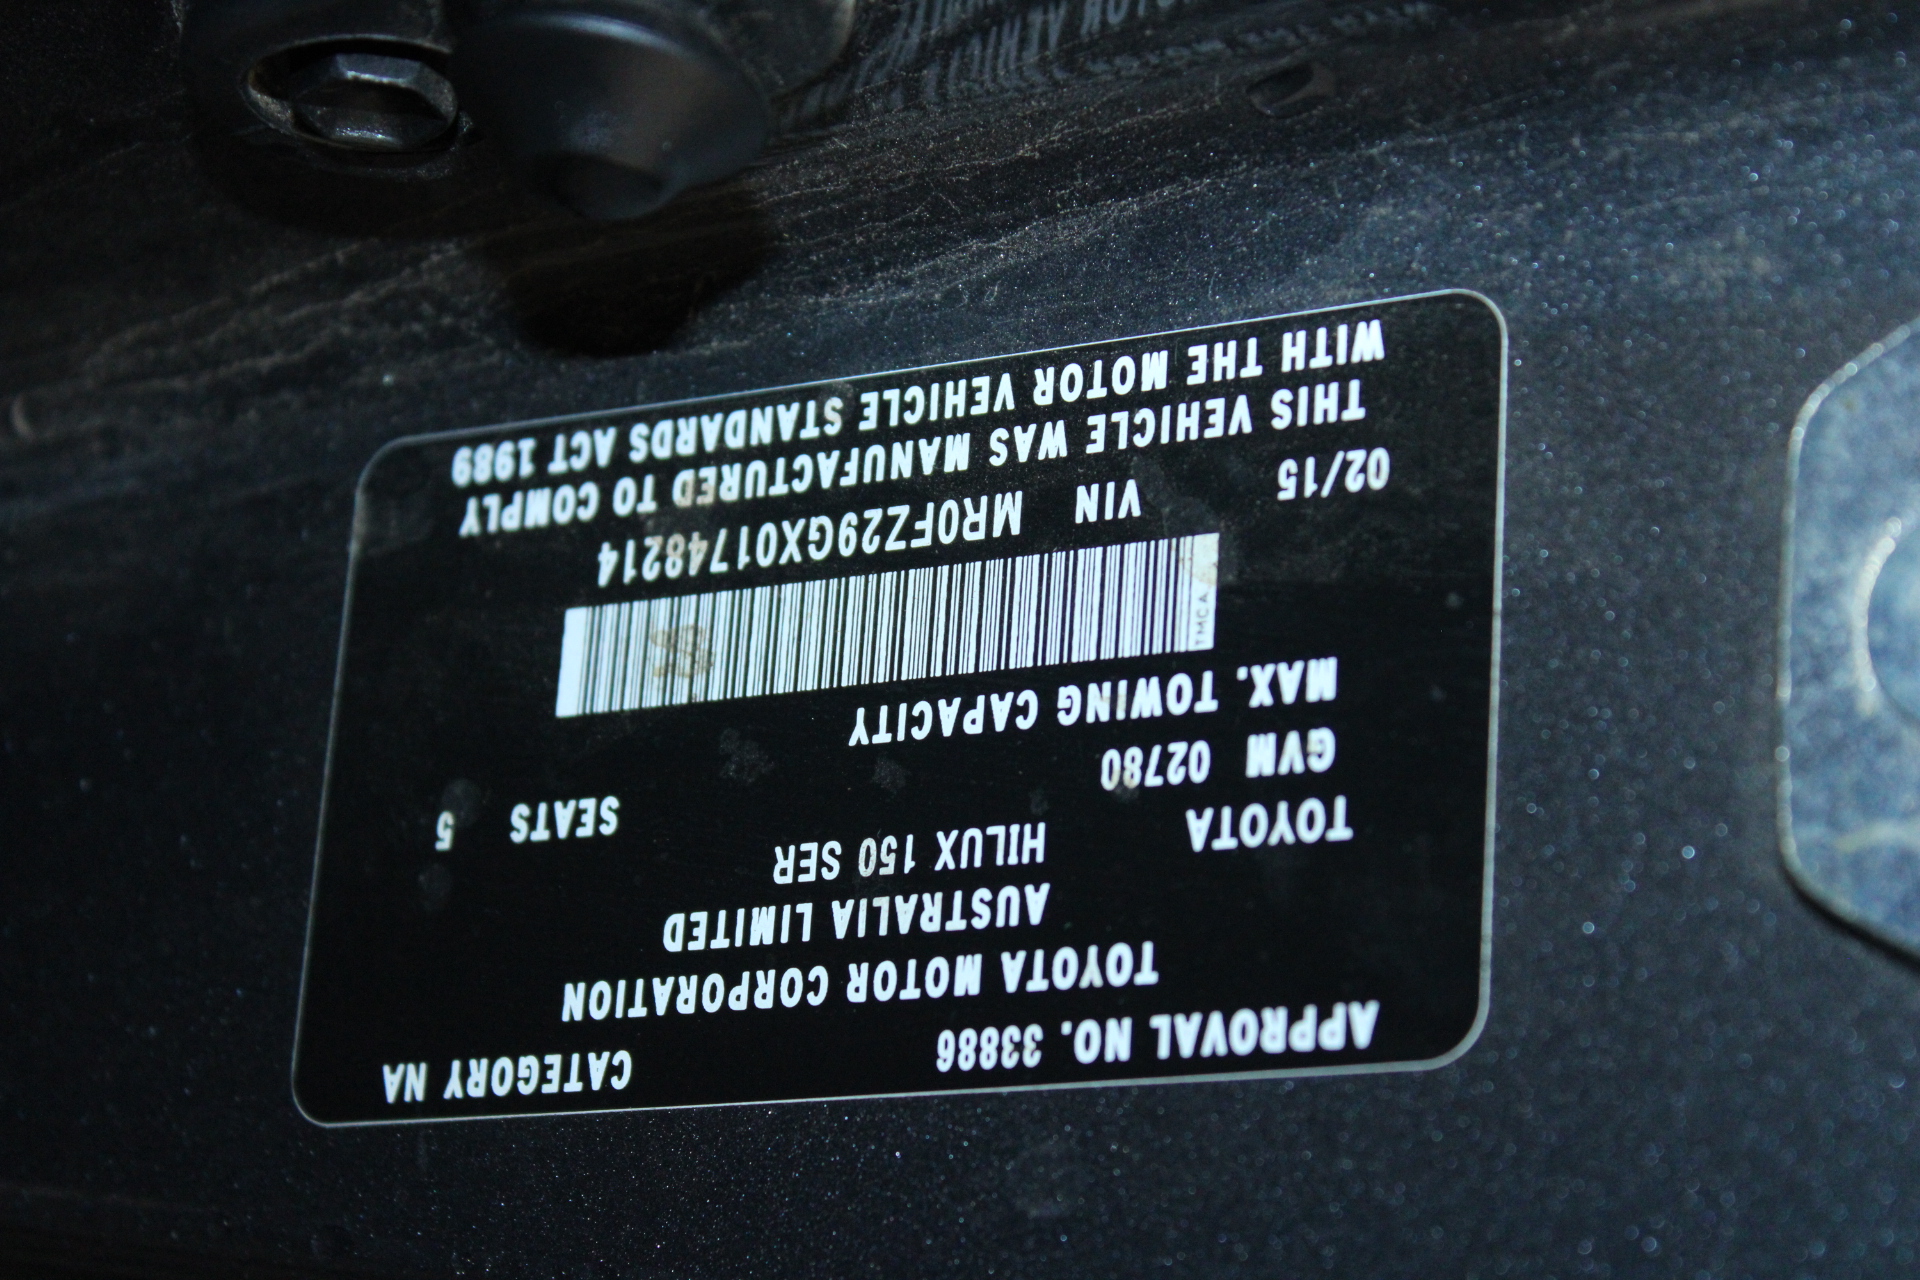 APPROVAL NO. 33886 CATEGORY NA
TOYOTA MOTOR CORPORATION
AUSTRALIA LIMITED
TOYOTA HILUX 150 SER
GVM 02780 SEATS 5
MAX. TOWING CAPACITY
TMCA
02/15 VIN MR0FZ29GX01748214
THIS VEHICLE WAS MANUFACTURED TO COMPLY
WITH THE MOTOR VEHICLE STANDARDS ACT 1989